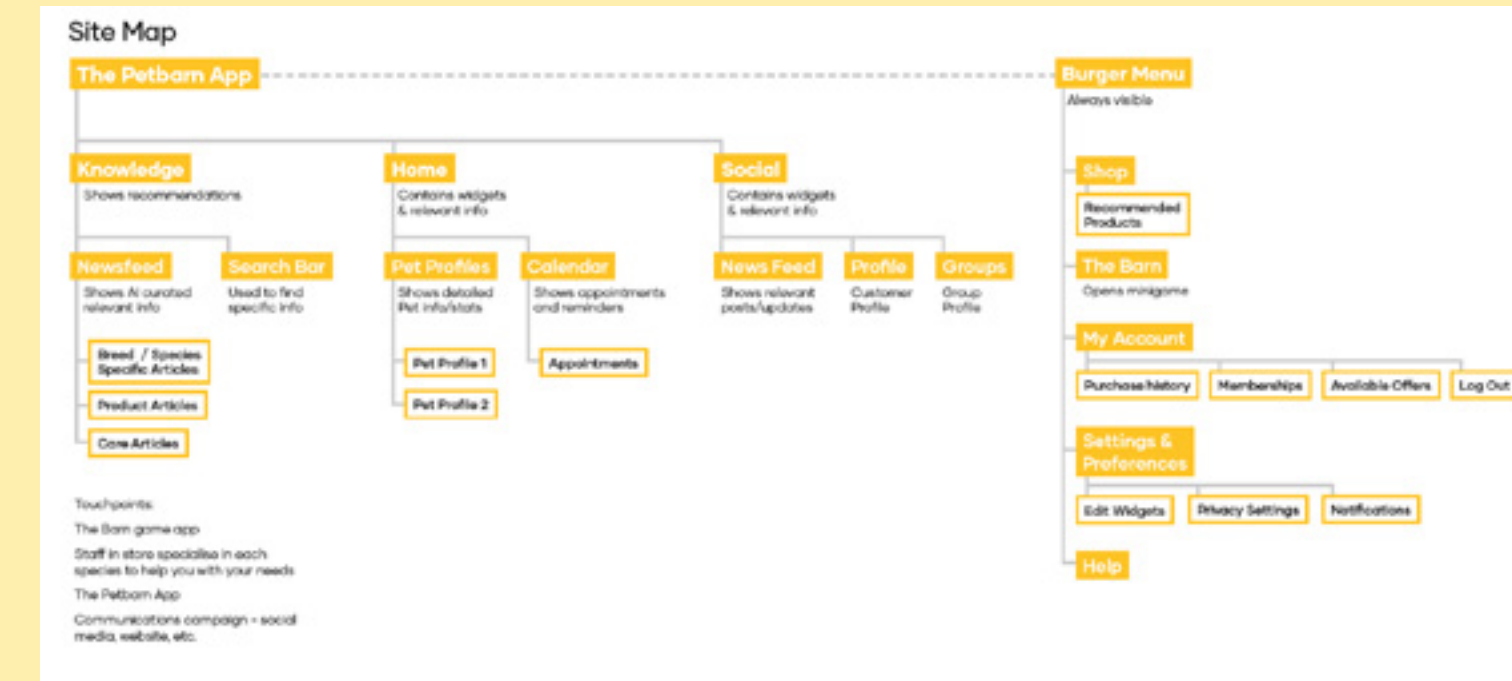 Site Map
The Petbarn App
Burger Menu
Always visible
Knowledge
Shows recommendations
Home
Contains widgets
& relevant info
Social
Contains widgets
& relevant info
Newsfeed
Shows AI curated
relevant info
Search Bar
Used to find
specific info
Pet Profiles
Shows detailed
Pet info/stats
Calendar
Shows appointments
and reminders
News Feed
Shows relevant
posts/updates
Profile
Customer
Profile
Groups
Group
Profile
Breed / Species
Specific Articles
Product Articles
Care Articles
Pet Profile 1
Pet Profile 2
Appointments
Shop
Recommended
Products
The Barn
Opens minigame
My Account
Purchase history
Memberships
Available Offers
Log Out
Settings &
Preferences
Edit Widgets
Privacy Settings
Notifications
Help
Touchpoints:
The Barn game app
Staff in store specialise in each
species to help you with your needs
The Petbarn App
Communications campaign - social
media, website, etc.